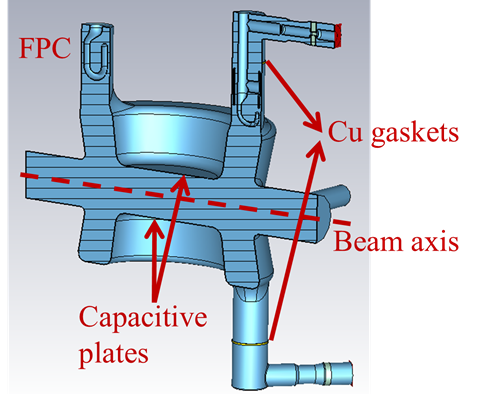 FPC
Cu gaskets
Beam axis
Capacitive
plates